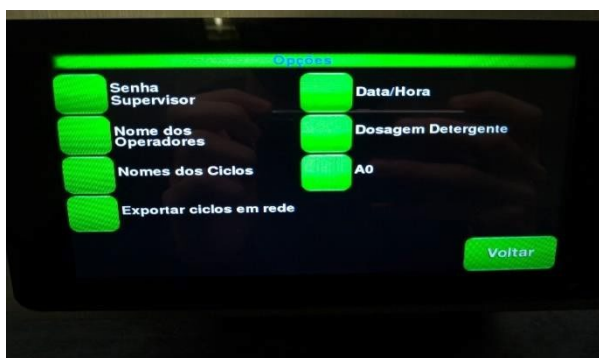 Opções
Senha
Supervisor
Nome dos
Operadores
Nomes dos Ciclos
Exportar ciclos em rede
Data/Hora
Dosagem Detergente
A0
Voltar